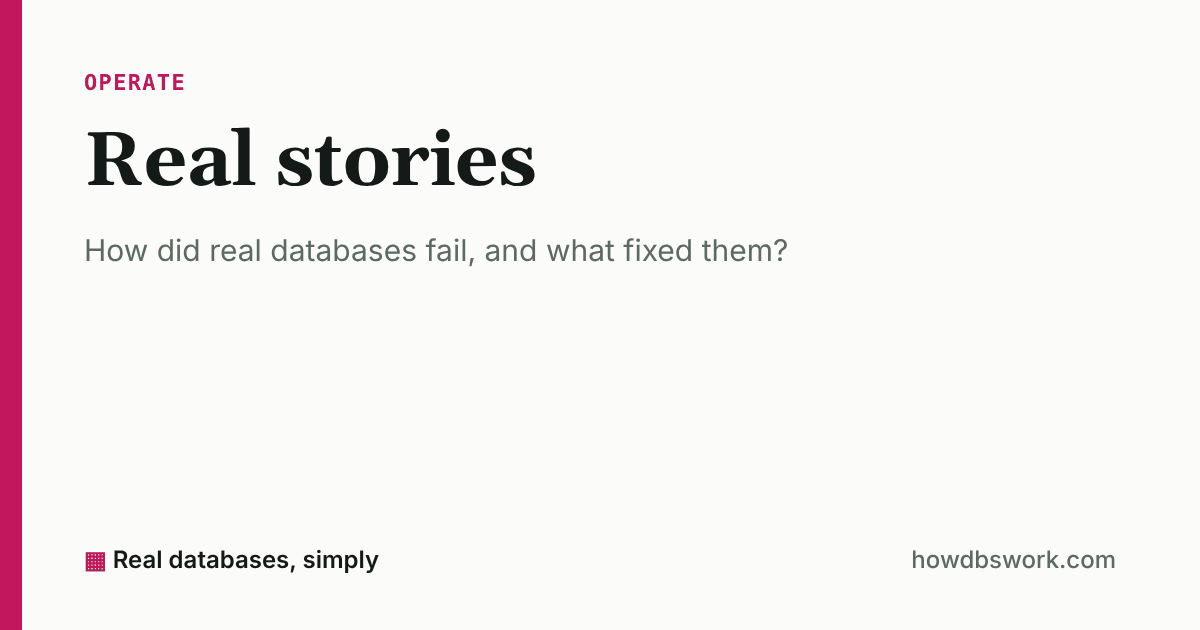 OPERATE
Real stories
How did real databases fail, and what fixed them?
Real databases, simply
howdbswork.com